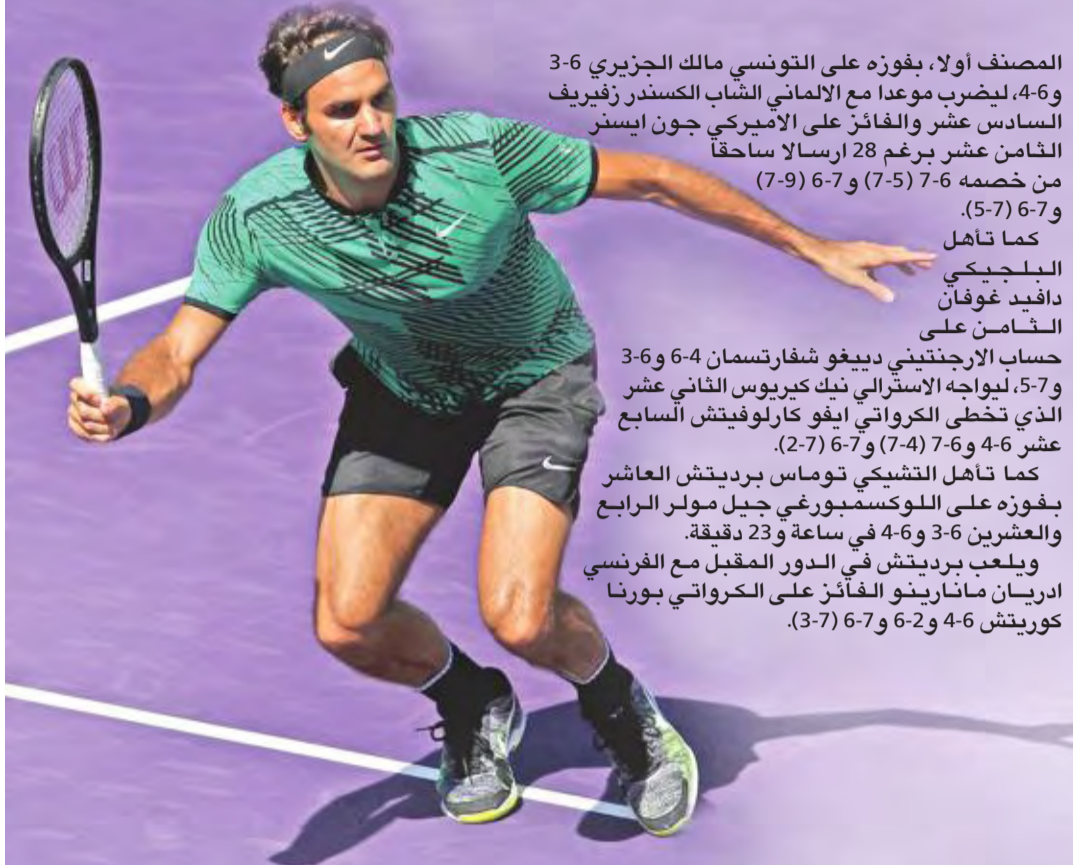 المصنف أولا، بفوزه على التونسي مالك الجزيري 6-3
و6-4، ليضرب موعدا مع الالماني الشاب الكسندر زفيريف
السادس عشر والفائز على الاميركي جون ايسنر
الثامن عشر برغم 28 ارسالا ساحقا
من خصمه 6-7 (5-7) و7-6 (9-7)
و7-6 (7-5).
كما تأهل
البلجيكي
دافيد غوفان
الثامن على
حساب الارجنتيني دييغو شفارتسمان 4-6 و6-3
و7-5، ليواجه الاسترالي نيك كيريوس الثاني عشر
الذي تخطى الكرواتي ايفو كارلوفيتش السابع
عشر 6-4 و6-7 (4-7) و7-6 (7-2).
كما تأهل التشيكي توماس برديتش العاشر
بفوزه على اللوكسمبورغي جيل مولر الرابع
والعشرين 6-3 و6-4 في ساعة و23 دقيقة.
ويلعب برديتش في الدور المقبل مع الفرنسي
ادريان مانارينو الفائز على الكرواتي بورنا
كوريتش 6-4 و2-6 و7-6 (7-3).